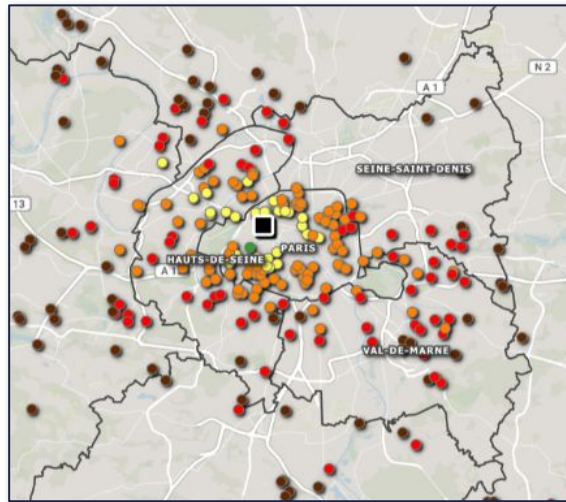 N 2
A 1
SEINE-SAINT-DENIS
13
PARIS
HAUTS-DE-SEINE
A 1
VAL-DE-MARNE